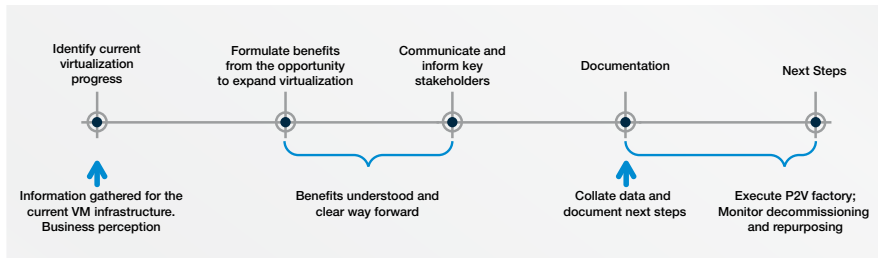 Identify current
virtualization
progress
Formulate benefits
from the opportunity
to expand virtualization
Communicate and
inform key
stakeholders
Documentation
Next Steps
Information gathered for the
current VM infrastructure.
Business perception
Benefits understood and
clear way forward
Collate data and
document next steps
Execute P2V factory;
Monitor decommissioning
and repurposing